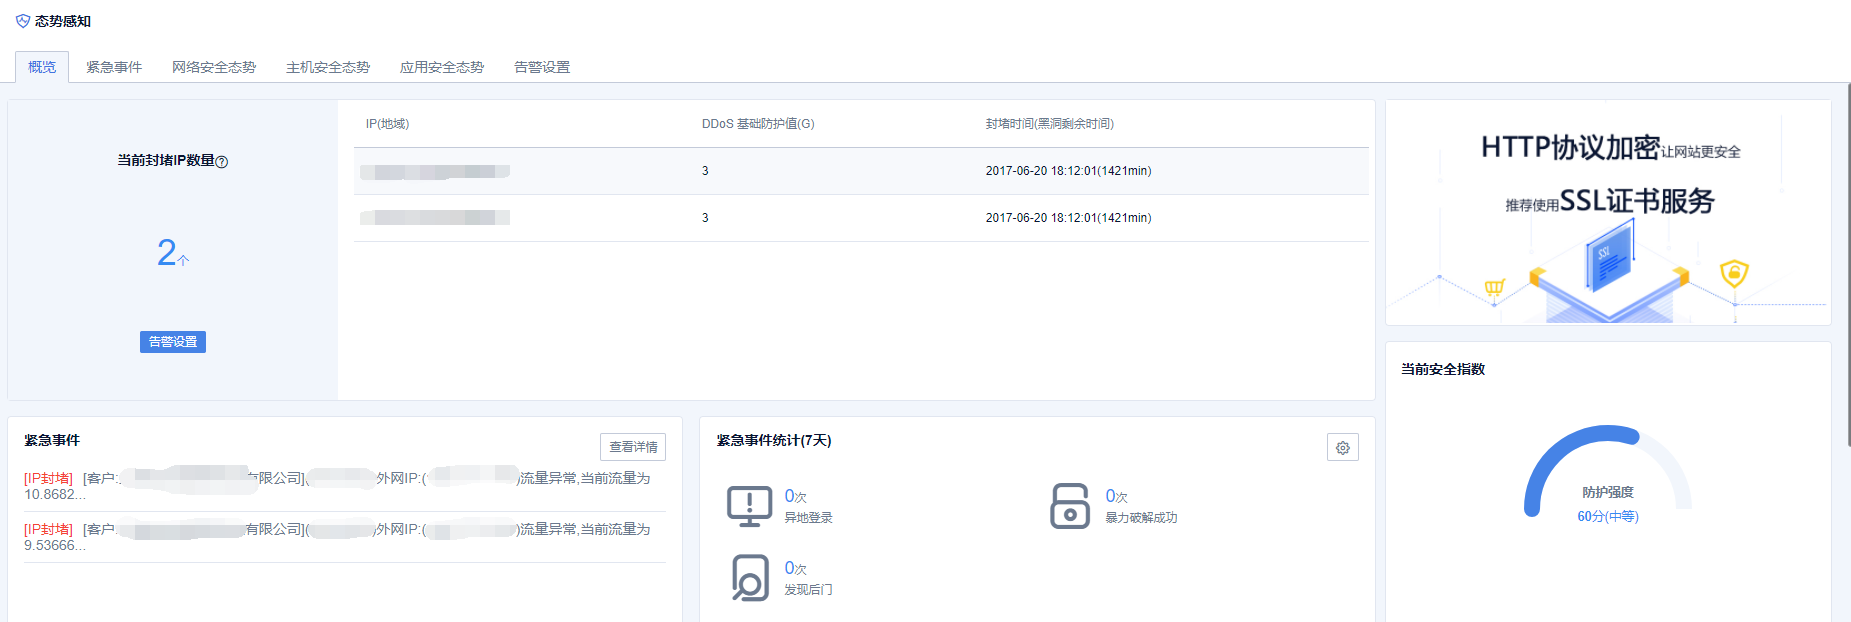 态势感知
概览 紧急事件 网络安全态势 主机安全态势 应用安全态势 告警设置
当前封堵IP数量?
2个
告警设置
IP(地域) DDoS 基础防护值(G) 封堵时间(黑洞剩余时间)
3 2017-06-20 18:12:01(1421min)
3 2017-06-20 18:12:01(1421min)
HTTP协议加密让网站更安全
推荐使用SSL证书服务
SSL
紧急事件
查看详情
[IP封堵] [客户: 有限公司]( )外网IP:( )流量异常,当前流量为
10.8682...
[IP封堵] [客户: 有限公司]( )外网IP:( )流量异常,当前流量为
9.53666...
紧急事件统计(7天)
0次
异地登录
0次
暴力破解成功
0次
发现后门
当前安全指数
防护强度
60分(中等)